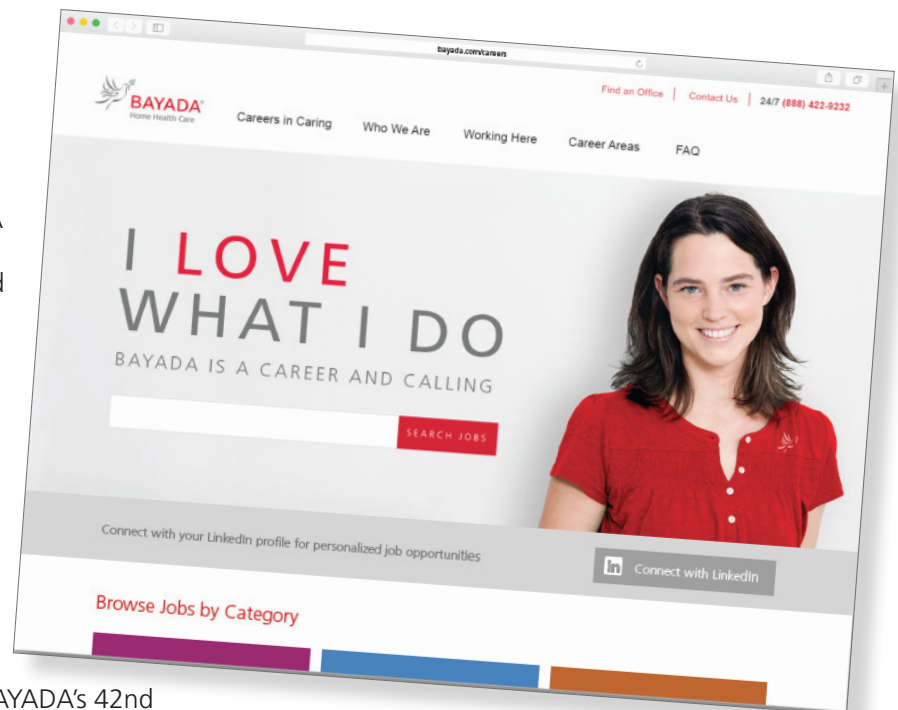 bayada.com/careers
Find an Office | Contact Us | 24/7 (888) 422-9232
BAYADA®
Home Health Care
Careers in Caring Who We Are Working Here Career Areas FAQ
I LOVE
WHAT I DO
BAYADA IS A CAREER AND CALLING
SEARCH JOBS
Connect with your LinkedIn profile for personalized job opportunities
in Connect with LinkedIn
Browse Jobs by Category
AYADA's 42nd